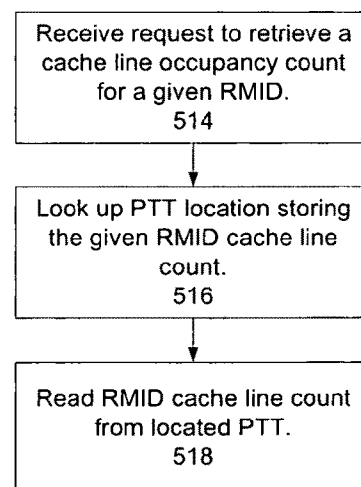 Receive request to retrieve a
cache line occupancy count
for a given RMID.
514
Look up PTT location storing
the given RMID cache line
count.
516
Read RMID cache line count
from located PTT.
518